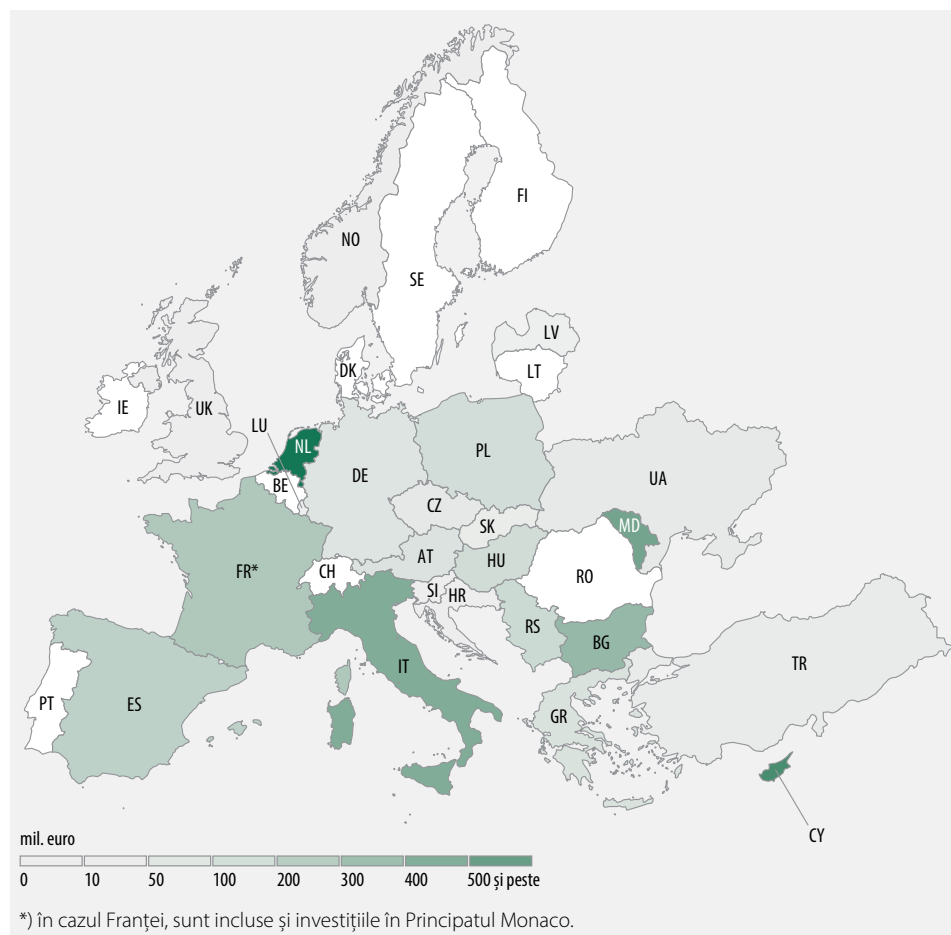 FI
NO
SE
LV
DK
LT
IE
UK
LU
NL
PL
BE
DE
UA
CZ
MD
SK
AT
HU
FR*
CH
RO
SI
HR
RS
BG
IT
TR
PT
ES
GR
CY
mil. euro
0 10 50 100 200 300 400 500 și peste
*) în cazul Franței, sunt incluse și investițiile în Principatul Monaco.